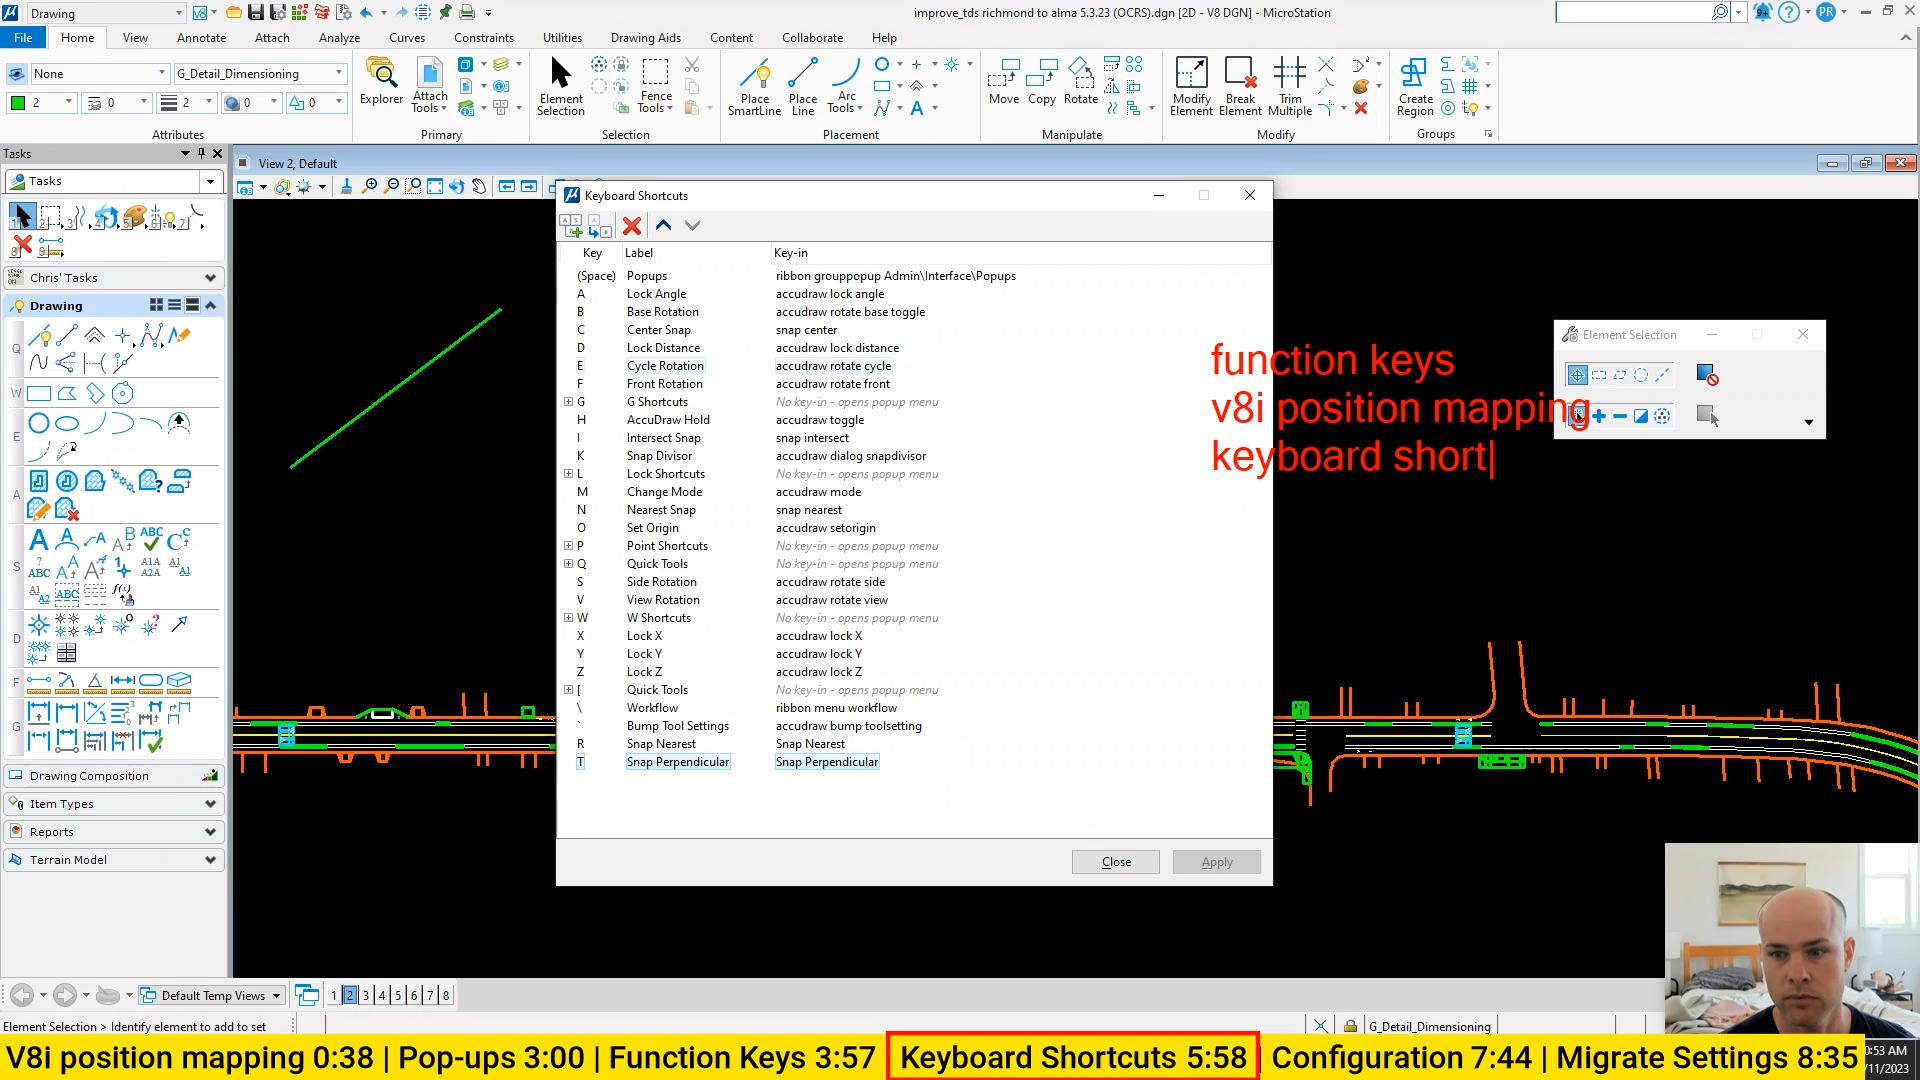 Drawing
improve_tds richmond to alma 5.3.23 (OCRS).dgn [2D - V8 DGN] - MicroStation
PR
File Home View Annotate Attach Analyze Curves Constraints Utilities Drawing Aids Content Collaborate Help
None
G_Detail_Dimensioning
2 0 2 0 0
Attributes
Explorer
Attach Tools
Primary
Element Selection
Fence Tools
Selection
Place SmartLine
Place Line
Arc Tools
Placement
Move Copy Rotate
Manipulate
Modify Element
Break Element
Trim Multiple
Modify
Create Region
Groups
Tasks
Tasks
Chris' Tasks
Drawing
Q
W
E
A
S
D
F
G
Drawing Composition
Item Types
Reports
Terrain Model
View 2, Default
Keyboard Shortcuts
Key Label Key-in
(Space) Popups ribbon grouppopup Admin\Interface\Popups
A Lock Angle accudraw lock angle
B Base Rotation accudraw rotate base toggle
C Center Snap snap center
D Lock Distance accudraw lock distance
E Cycle Rotation accudraw rotate cycle
F Front Rotation accudraw rotate front
G G Shortcuts No key-in - opens popup menu
H AccuDraw Hold accudraw toggle
I Intersect Snap snap intersect
K Snap Divisor accudraw dialog snapdivisor
L Lock Shortcuts No key-in - opens popup menu
M Change Mode accudraw mode
N Nearest Snap snap nearest
O Set Origin accudraw setorigin
P Point Shortcuts No key-in - opens popup menu
Q Quick Tools No key-in - opens popup menu
S Side Rotation accudraw rotate side
V View Rotation accudraw rotate view
W W Shortcuts No key-in - opens popup menu
X Lock X accudraw lock X
Y Lock Y accudraw lock Y
Z Lock Z accudraw lock Z
[ Quick Tools No key-in - opens popup menu
\ Workflow ribbon menu workflow
` Bump Tool Settings accudraw bump toolsetting
R Snap Nearest Snap Nearest
T Snap Perpendicular Snap Perpendicular
Close Apply
function keys
v8i position mapping
keyboard short
Element Selection
Default Temp Views 1 2 3 4 5 6 7 8
Element Selection > Identify element to add to set
G_Detail_Dimensioning
V8i position mapping 0:38 | Pop-ups 3:00 | Function Keys 3:57 | Keyboard Shortcuts 5:58 | Configuration 7:44 | Migrate Settings 8:35
0:53 AM
/11/2023